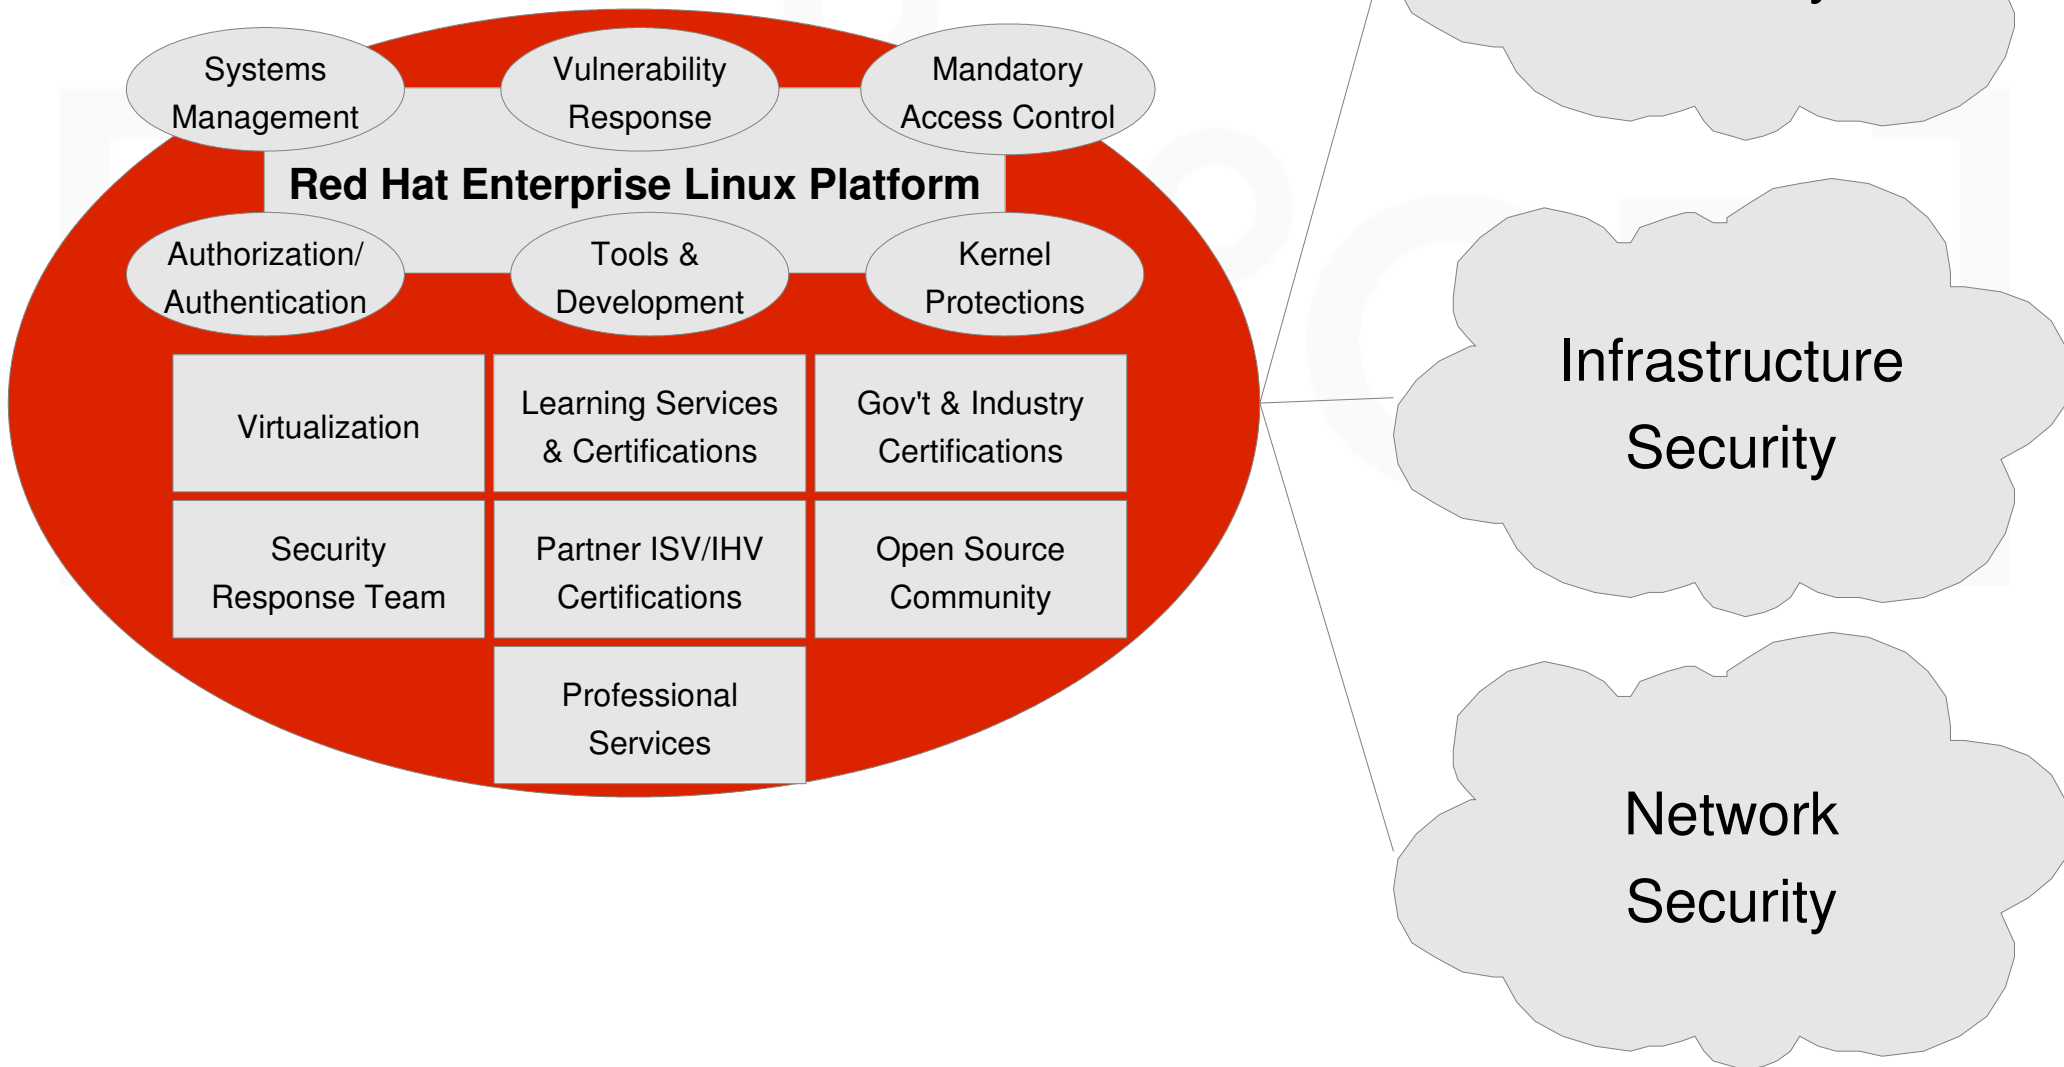 Systems
Management
Vulnerability
Response
Mandatory
Access Control
Red Hat Enterprise Linux Platform
Authorization/
Authentication
Tools &
Development
Kernel
Protections
Virtualization
Learning Services
& Certifications
Gov't & Industry
Certifications
Security
Response Team
Partner ISV/IHV
Certifications
Open Source
Community
Professional
Services
Infrastructure
Security
Network
Security